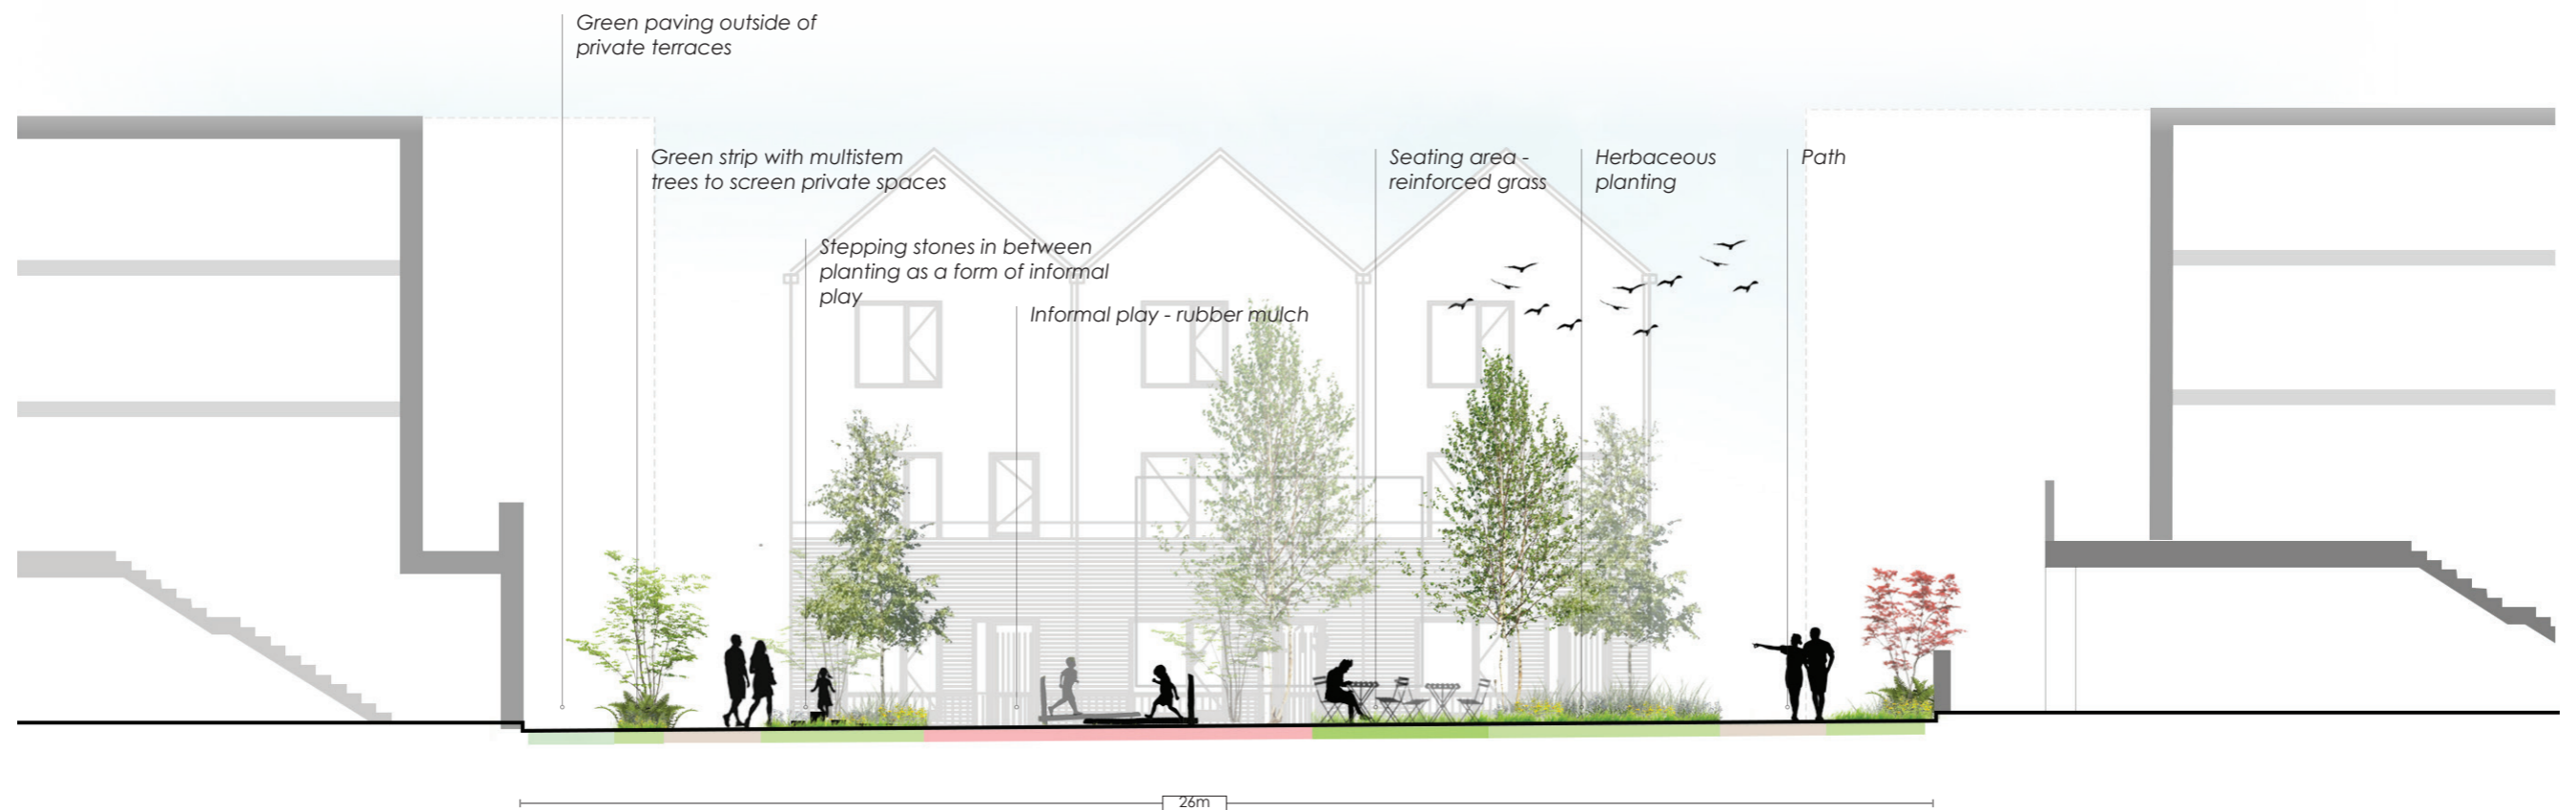 Green paving outside of
private terraces
Green strip with multistem
trees to screen private spaces
Seating area -
reinforced grass
Herbaceous
planting
Path
Stepping stones in between
planting as a form of informal
play
Informal play - rubber mulch
26m